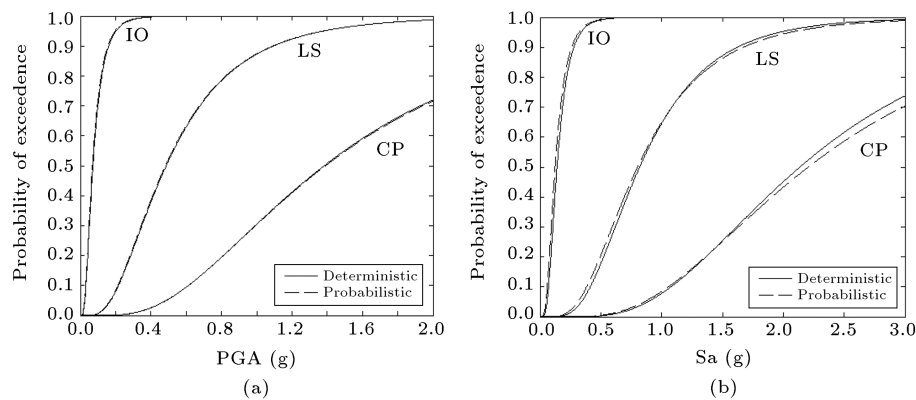 Probability of exceedence
1.0
0.9
0.8
0.7
0.6
0.5
0.4
0.3
0.2
0.1
0.0
IO
LS
CP
Deterministic
Probabilistic
0.0 0.4 0.8 1.2 1.6 2.0
PGA (g)
(a)
Probability of exceedence
1.0
0.9
0.8
0.7
0.6
0.5
0.4
0.3
0.2
0.1
0.0
IO
LS
CP
Deterministic
Probabilistic
0.0 0.5 1.0 1.5 2.0 2.5 3.0
Sa (g)
(b)